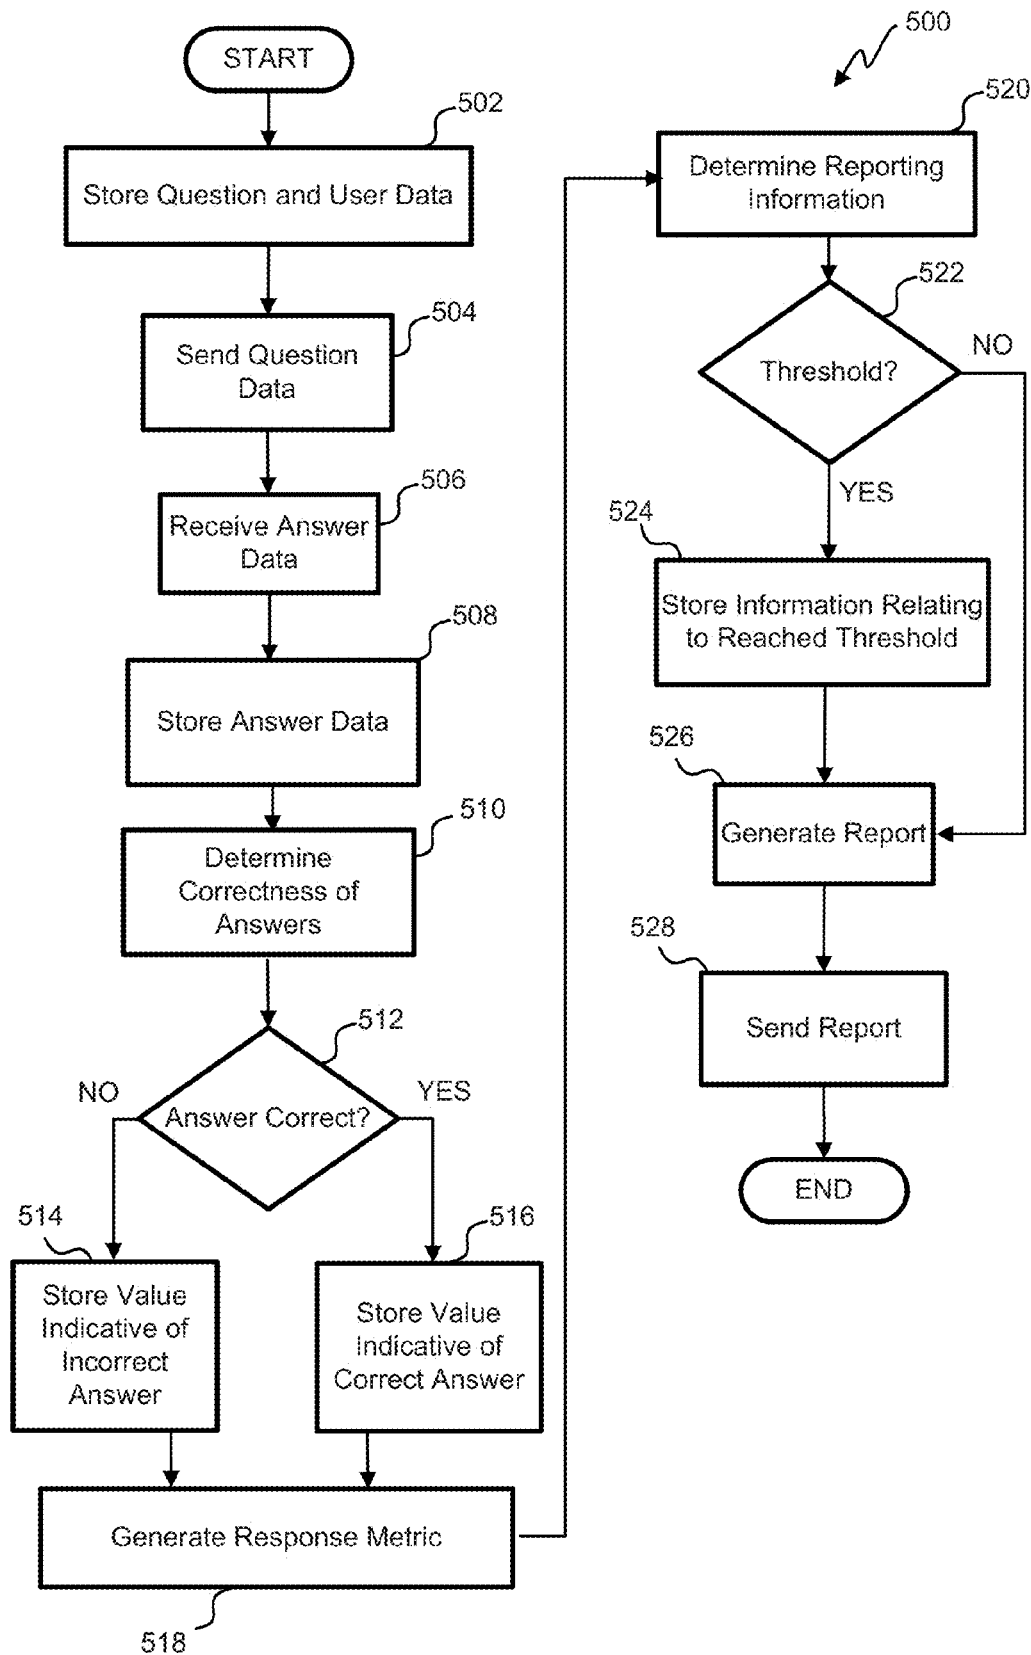 START
502
Store Question and User Data
504
Send Question
Data
506
Receive Answer
Data
508
Store Answer Data
510
Determine
Correctness of
Answers
512
NO
YES
Answer Correct?
514
Store Value
Indicative of
Incorrect
Answer
516
Store Value
Indicative of
Correct Answer
Generate Response Metric
518
500
520
Determine Reporting
Information
522
NO
Threshold?
YES
524
Store Information Relating
to Reached Threshold
526
Generate Report
528
Send Report
END